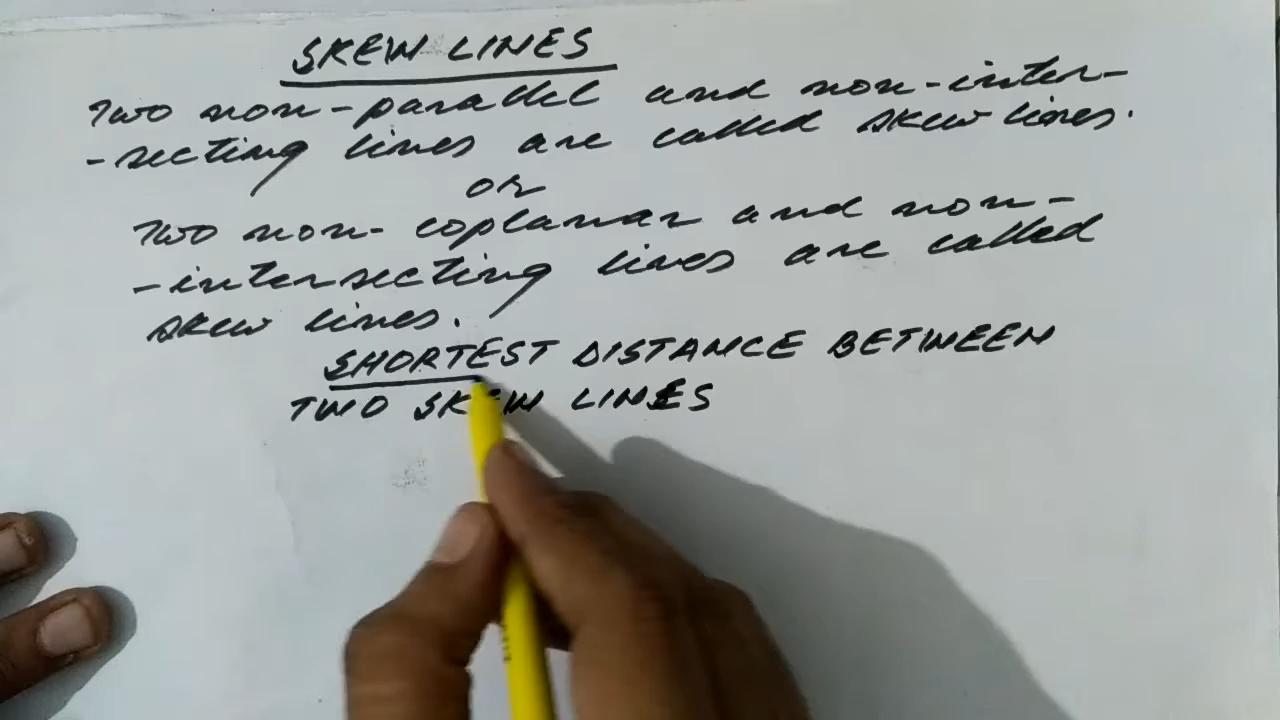 SKEW LINES
Two non-parallel and non-inter-
-secting lines are called skew lines.
or
Two non-coplanar and non-
-intersecting lines are called
skew lines.
SHORTEST DISTANCE BETWEEN
TWO SKEW LINES